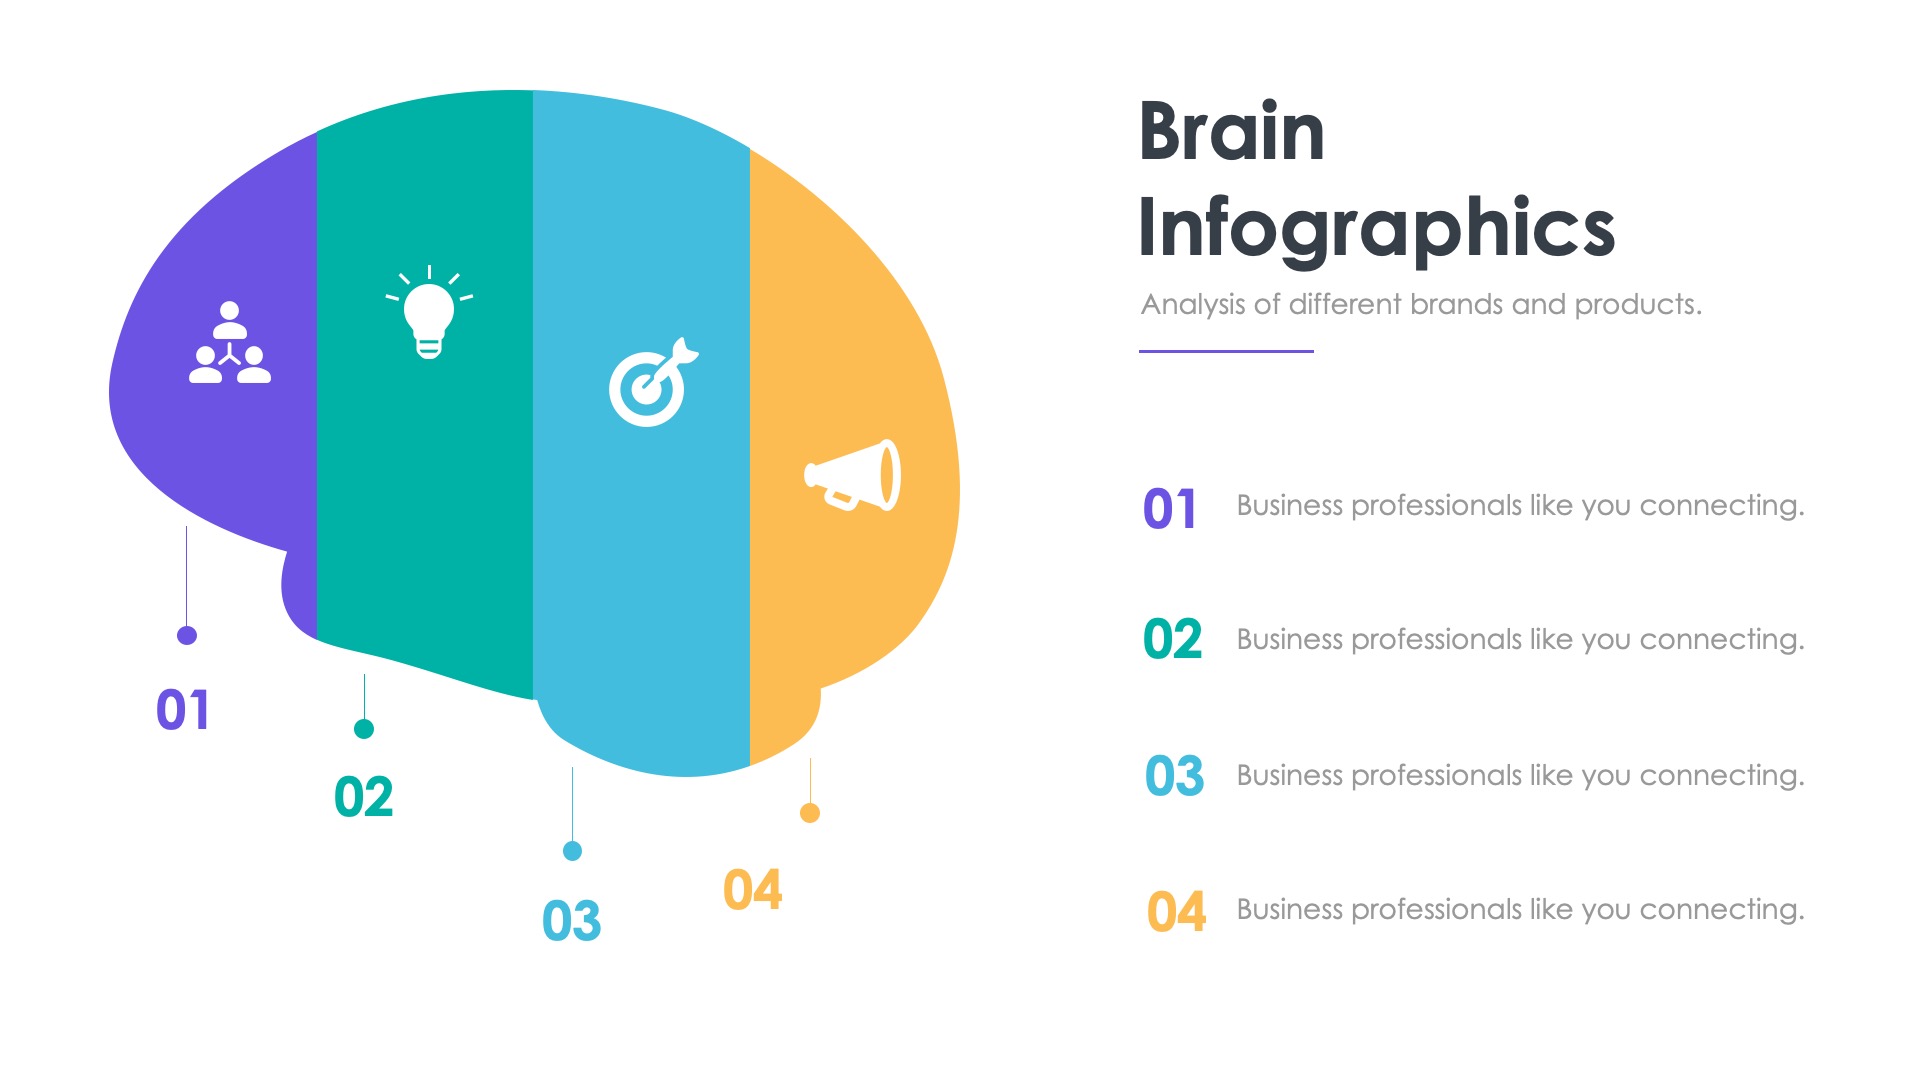 Brain
Infographics
Analysis of different brands and products.
01 Business professionals like you connecting.
02 Business professionals like you connecting.
03 Business professionals like you connecting.
04 Business professionals like you connecting.
01
02
03
04